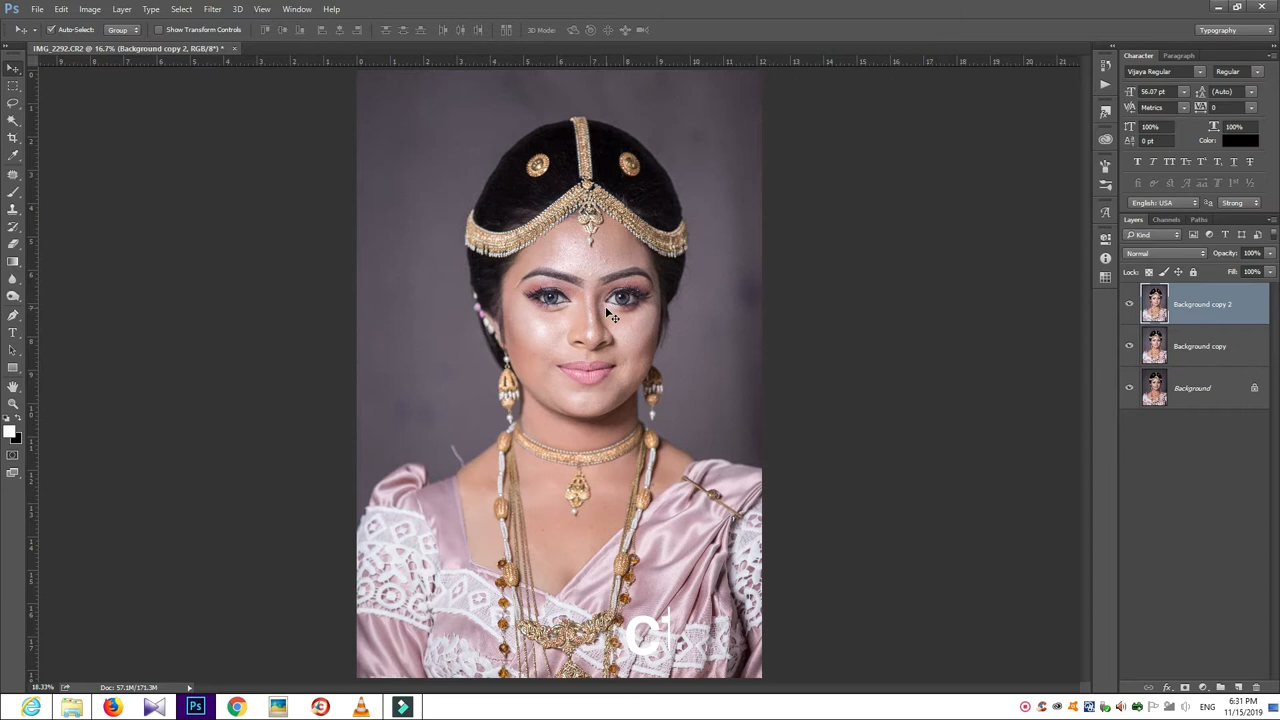 Ps File Edit Image Layer Type Select Filter 3D View Window Help
Auto-Select: Group Show Transform Controls 3D Mode: Typography
IMG_2292.CR2 @ 16.7% (Background copy 2, RGB/8*) *
Character Paragraph
Vijaya Regular Regular
56.07 pt (Auto)
Metrics 0
100% 100%
0 pt Color:
English: USA Strong
Layers Channels Paths
Kind
Normal Opacity: 100%
Lock: Fill: 100%
Background copy 2
Background copy
Background
18.33% Doc: 57.1M/171.3M
Ps ENG 6:31 PM
11/15/2019